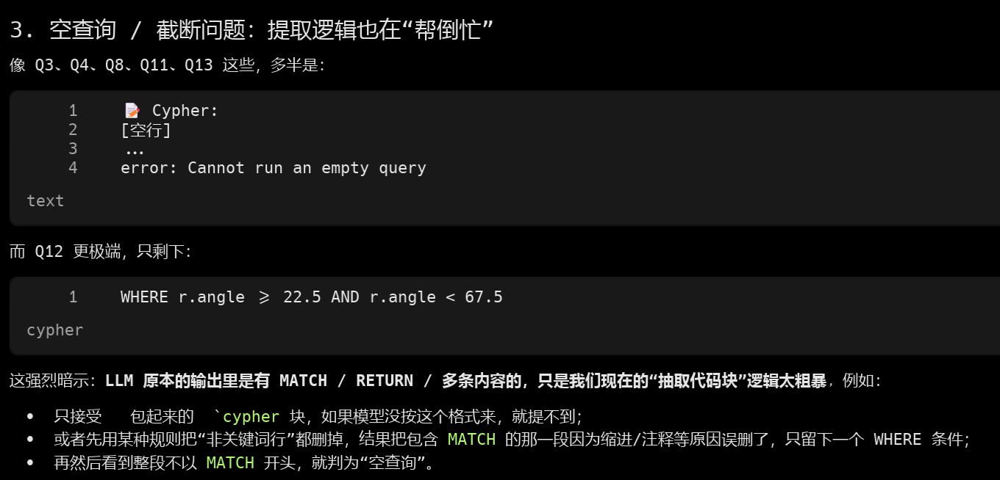 3. 空查询 / 截断问题：提取逻辑也在“帮倒忙”
像 Q3、Q4、Q8、Q11、Q13 这些，多半是：
1 📝 Cypher:
2 [空行]
3 ...
4 error: Cannot run an empty query
text
而 Q12 更极端，只剩下：
1 WHERE r.angle >= 22.5 AND r.angle < 67.5
cypher
这强烈暗示：LLM 原本的输出里是有 MATCH / RETURN / 多条内容的，只是我们现在的“抽取代码块”逻辑太粗暴，例如：
• 只接受 包起来的 `cypher 块，如果模型没按这个格式来，就提不到；
• 或者先用某种规则把“非关键词行”都删掉，结果把包含 MATCH 的那一段因为缩进/注释等原因误删了，只留下一个 WHERE 条件；
• 再然后看到整段不以 MATCH 开头，就判为“空查询”。